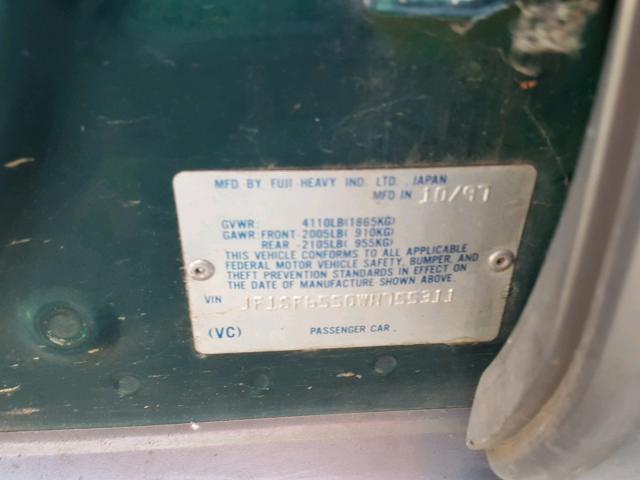 MFD BY FUJI HEAVY IND. LTD., JAPAN
MFD IN 10/97
GVWR: 4110LB(1865KG)
GAWR FRONT-2005LB( 910KG)
REAR -2105LB( 955KG)
THIS VEHICLE CONFORMS TO ALL APPLICABLE
FEDERAL MOTOR VEHICLE SAFETY, BUMPER, AND
THEFT PREVENTION STANDARDS IN EFFECT ON
THE DATE OF MANUFACTURE SHOWN ABOVE.
VIN JF1SF6550WH755311
(VC) PASSENGER CAR.